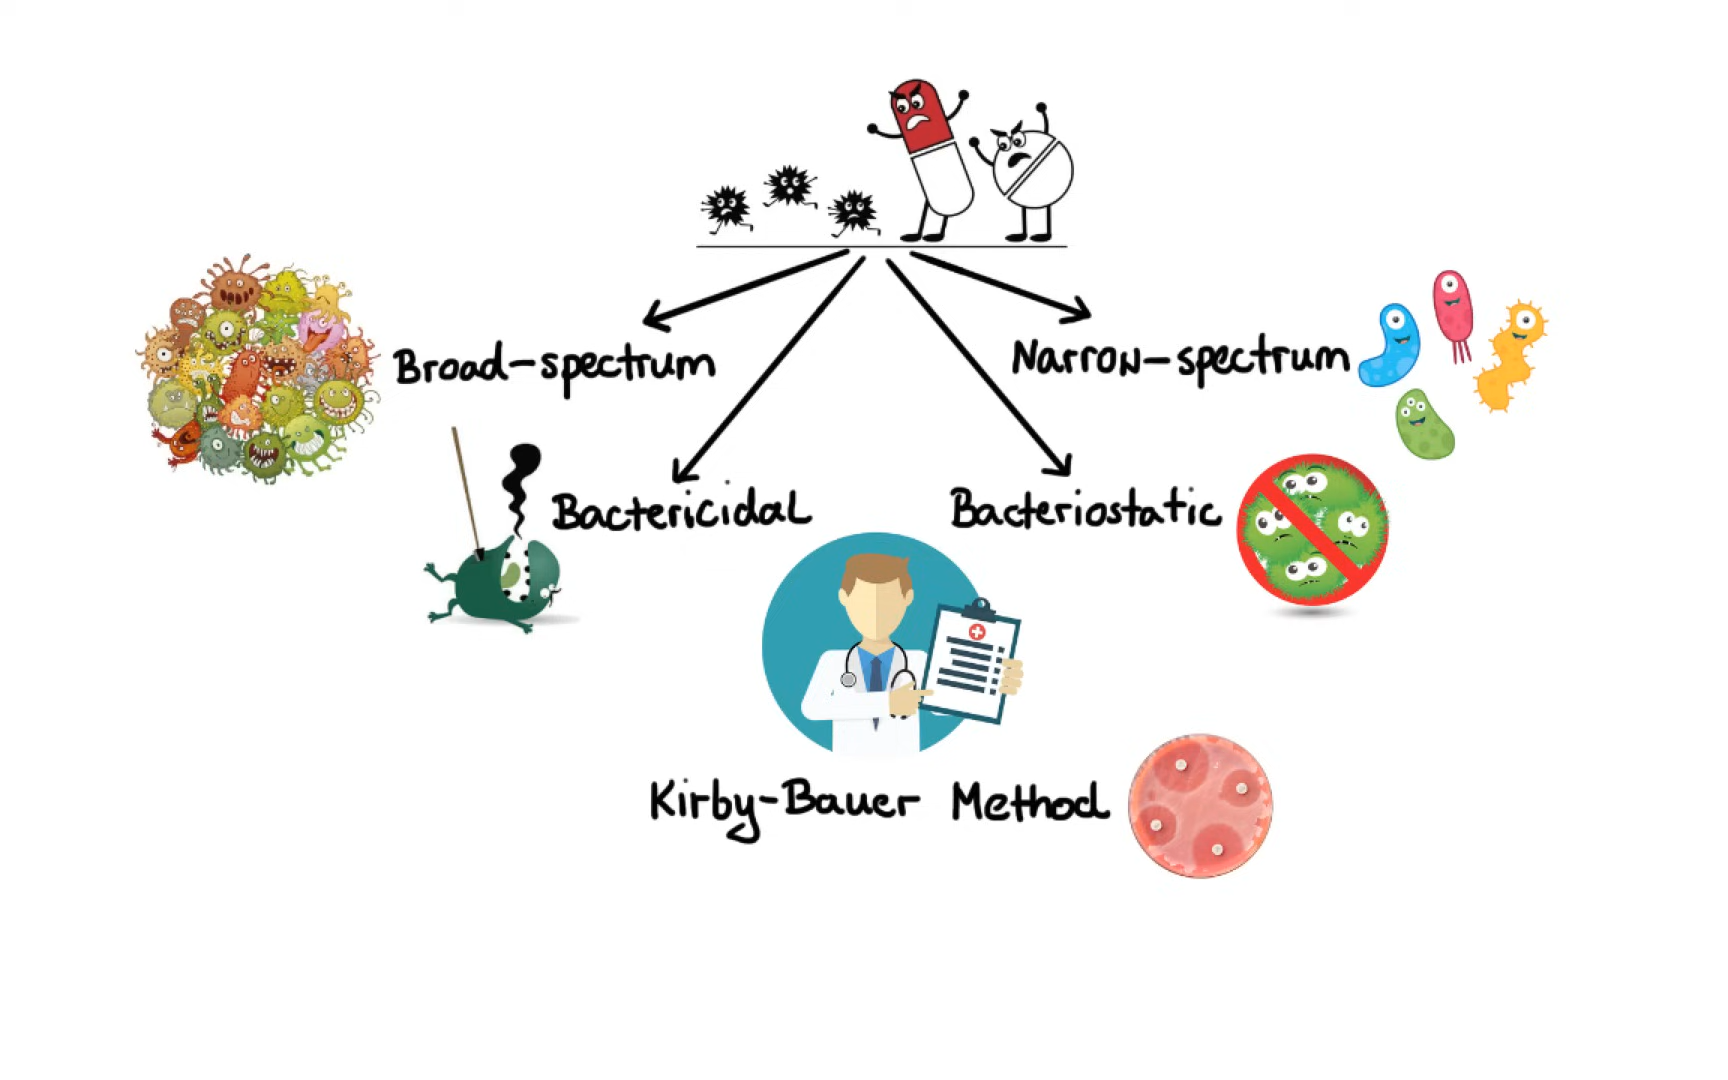 Broad-spectrum
Narrow-spectrum
Bactericidal
Bacteriostatic
Kirby-Bauer Method